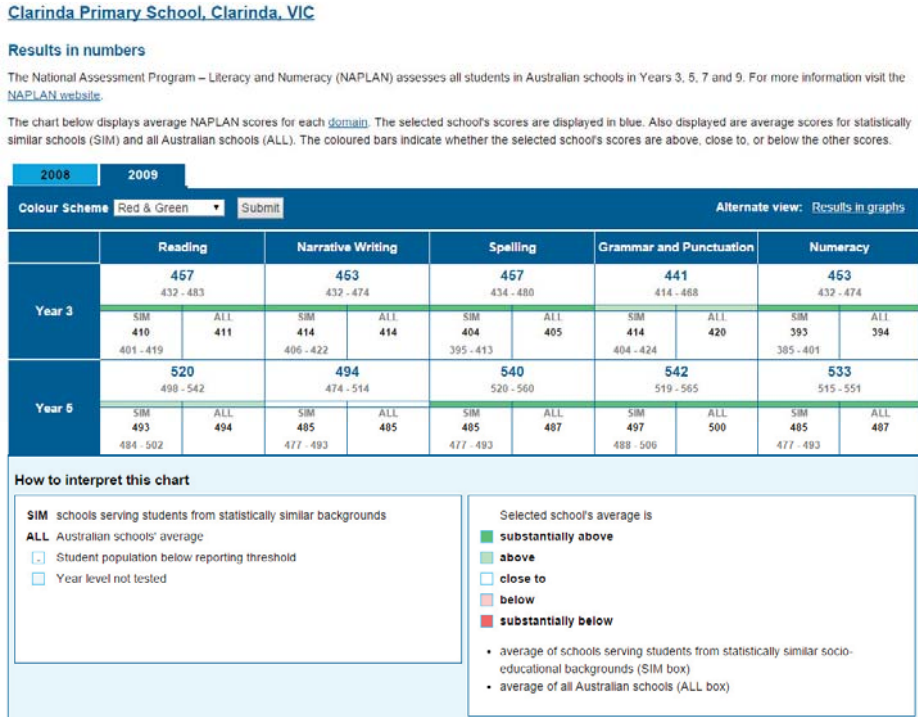 Clarinda Primary School, Clarinda, VIC
Results in numbers
The National Assessment Program – Literacy and Numeracy (NAPLAN) assesses all students in Australian schools in Years 3, 5, 7 and 9. For more information visit the
NAPLAN website.
The chart below displays average NAPLAN scores for each domain. The selected school's scores are displayed in blue. Also displayed are average scores for statistically
similar schools (SIM) and all Australian schools (ALL). The coloured bars indicate whether the selected school's scores are above, close to, or below the other scores.
2008 2009
Colour Scheme Red & Green Submit Alternate view: Results in graphs
Reading Narrative Writing Spelling Grammar and Punctuation Numeracy
Year 3
457 453 457 441 453
432 - 483 432 - 474 434 - 480 414 - 468 432 - 474
SIM ALL SIM ALL SIM ALL SIM ALL SIM ALL
410 411 414 414 404 405 414 420 393 394
401 - 419 406 - 422 395 - 413 404 - 424 385 - 401
Year 5
520 494 540 542 533
498 - 542 474 - 514 520 - 560 519 - 565 515 - 551
SIM ALL SIM ALL SIM ALL SIM ALL SIM ALL
493 494 485 485 485 487 497 500 485 487
484 - 502 477 - 493 477 - 493 488 - 506 477 - 493
How to interpret this chart
SIM schools serving students from statistically similar backgrounds
ALL Australian schools' average
- Student population below reporting threshold
Year level not tested
Selected school's average is
substantially above
above
close to
below
substantially below
• average of schools serving students from statistically similar socio-
educational backgrounds (SIM box)
• average of all Australian schools (ALL box)